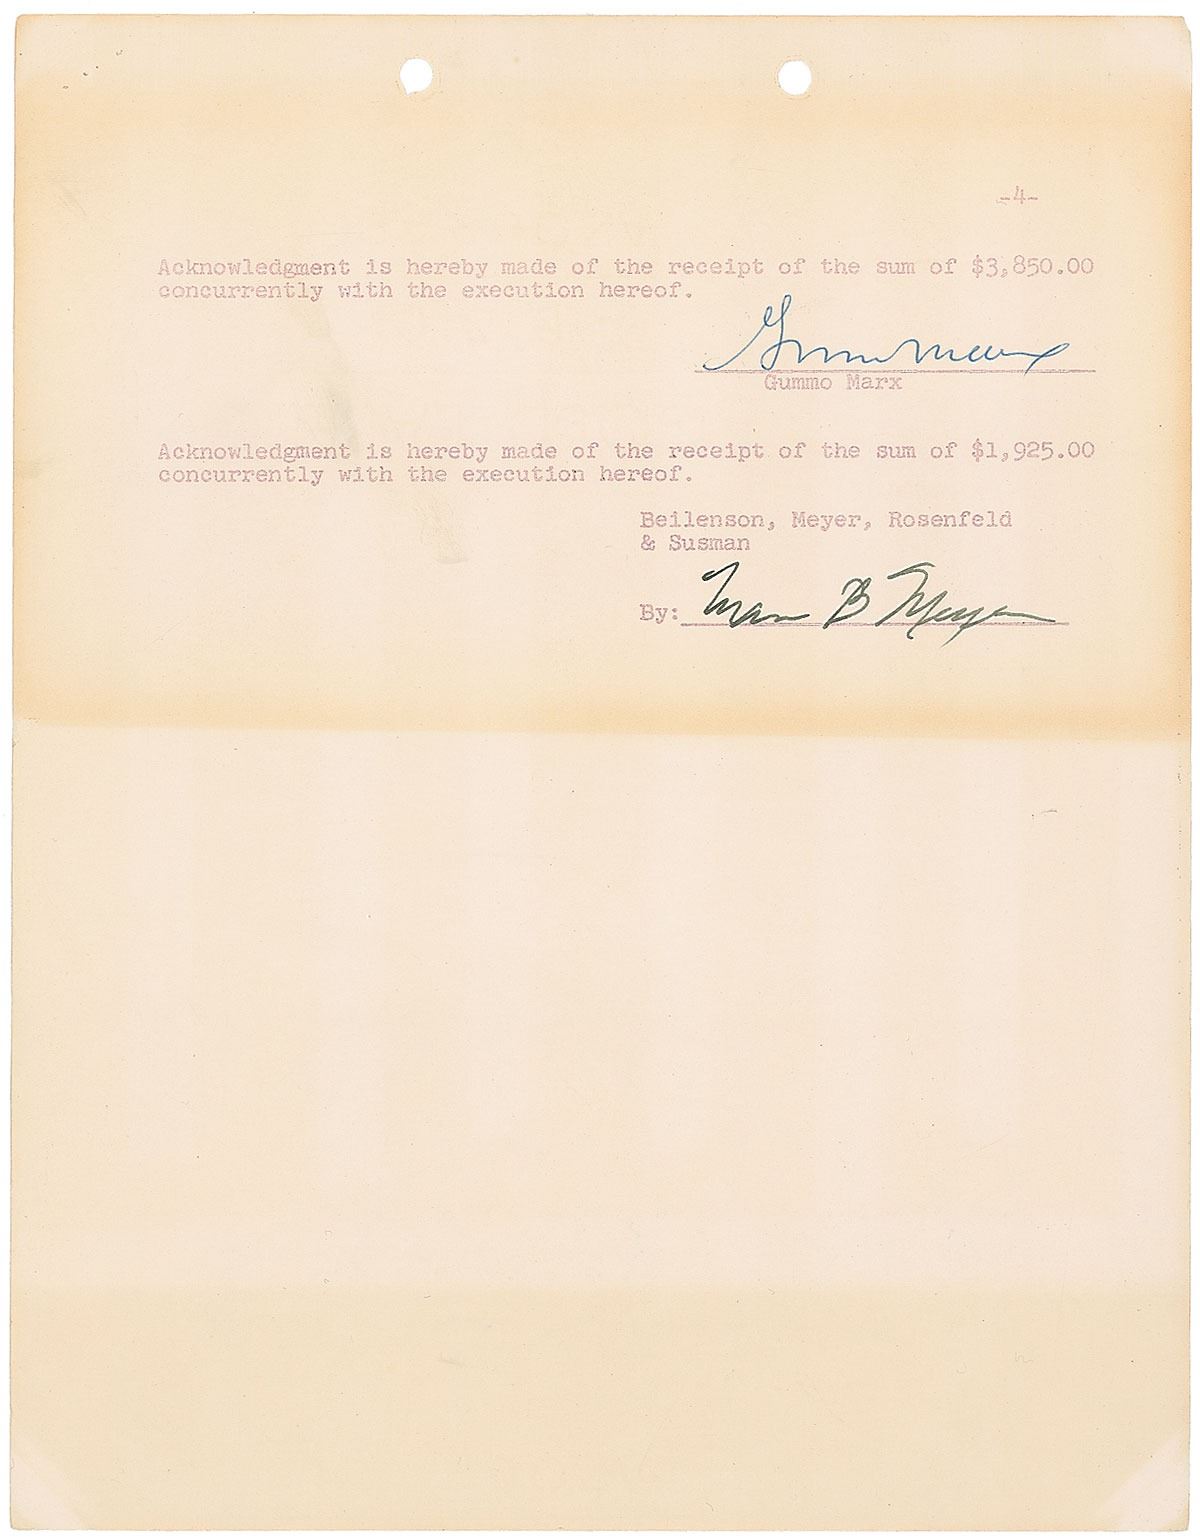 -4-
Acknowledgment is hereby made of the receipt of the sum of $3,850.00
concurrently with the execution hereof.
Gummo Marx
Gummo Marx
Acknowledgment is hereby made of the receipt of the sum of $1,925.00
concurrently with the execution hereof.
Beilenson, Meyer, Rosenfeld
& Susman
By: B Meyer